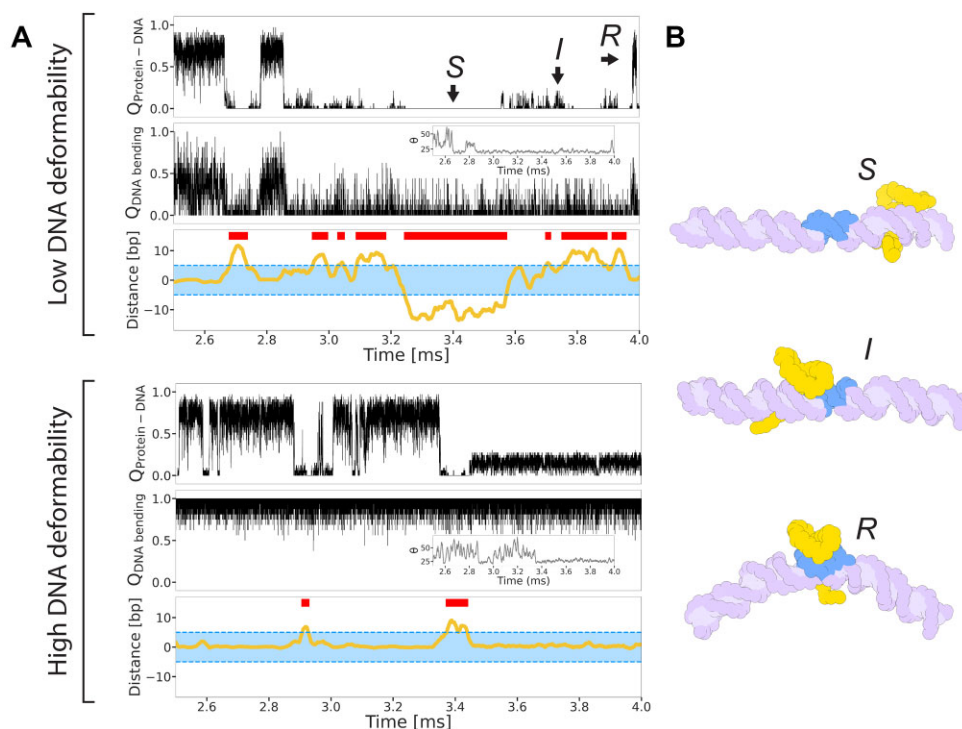 A
B
Low DNA deformability
Q Protein – DNA
1.0
0.5
0.0
S
I
R
Q DNA bending
1.0
0.5
0.0
θ
50
25
2.6 2.8 3.0 3.2 3.4 3.6 3.8 4.0
Time (ms)
Distance [bp]
10
0
−10
2.6 2.8 3.0 3.2 3.4 3.6 3.8 4.0
Time [ms]
High DNA deformability
Q Protein – DNA
1.0
0.5
0.0
Q DNA bending
1.0
0.5
0.0
θ
50
25
2.6 2.8 3.0 3.2 3.4 3.6 3.8 4.0
Time (ms)
Distance [bp]
10
0
−10
2.6 2.8 3.0 3.2 3.4 3.6 3.8 4.0
Time [ms]
S
I
R